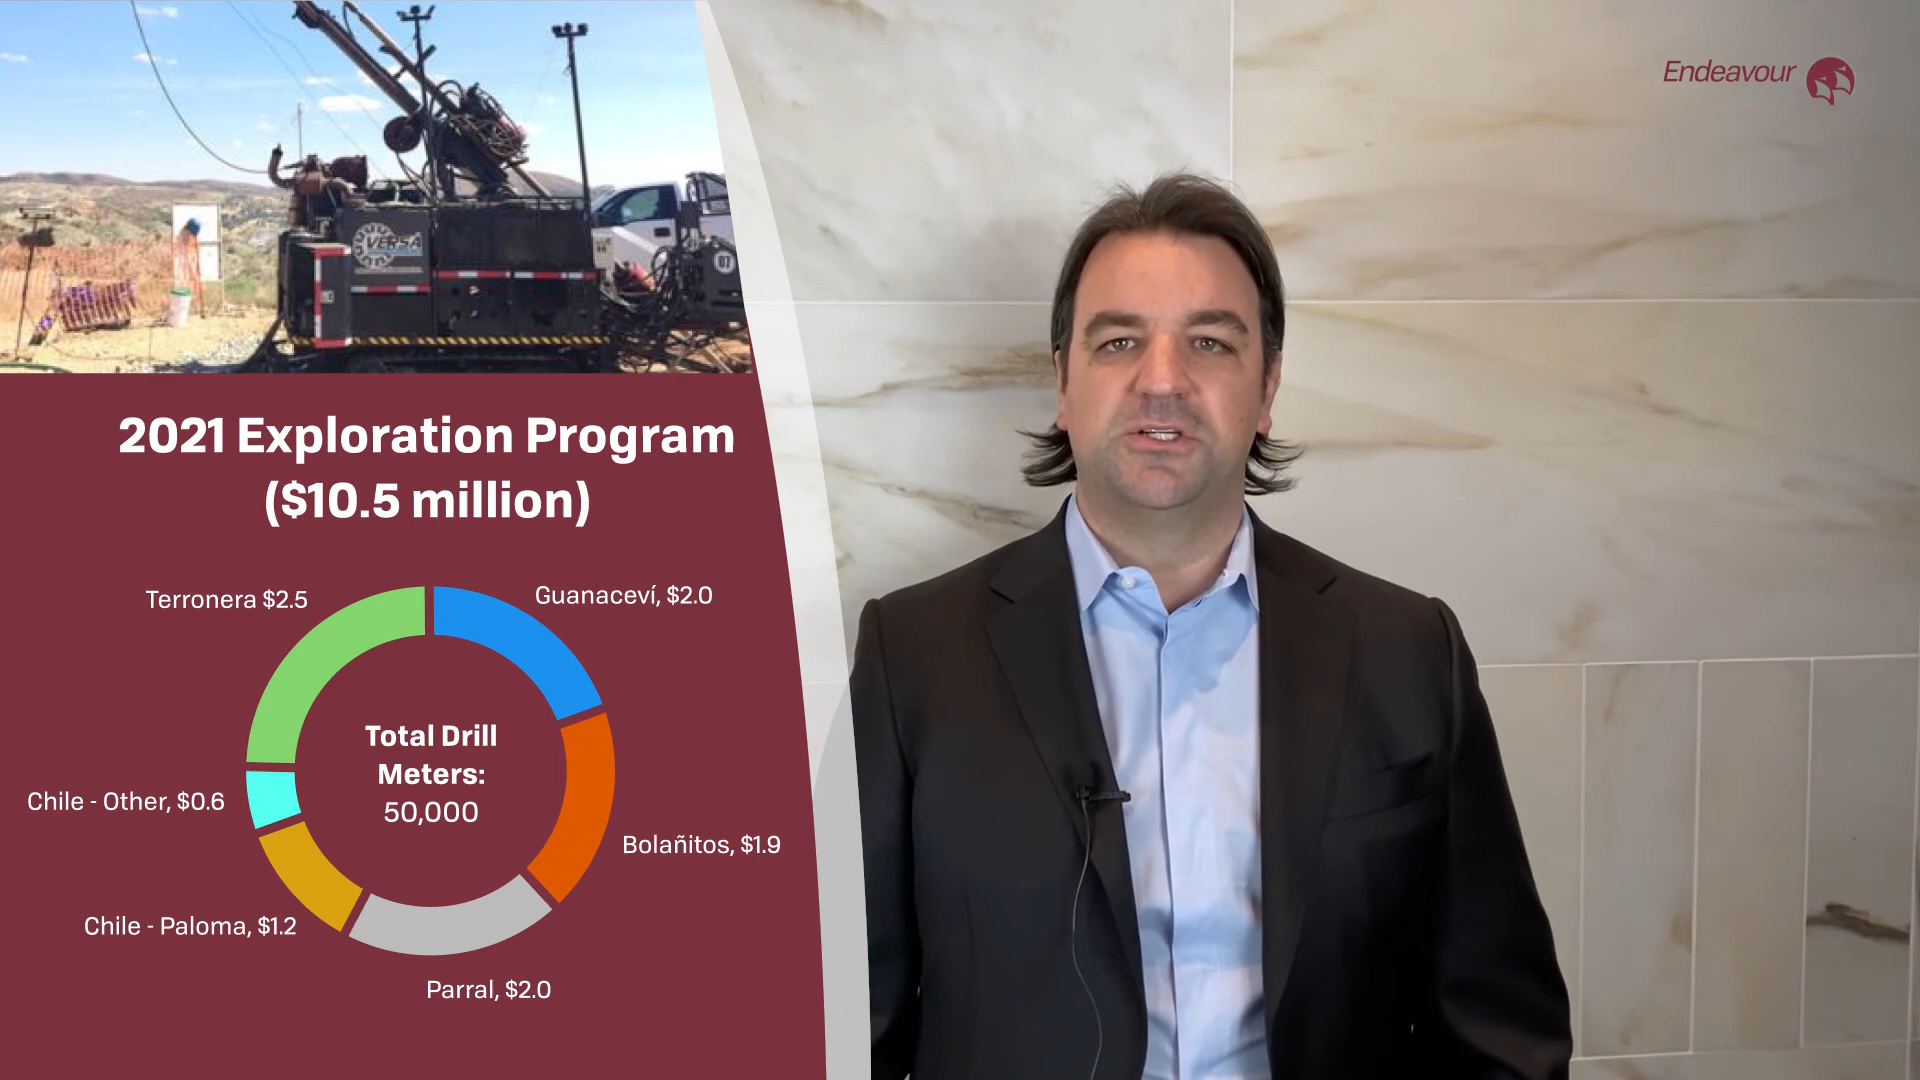 Endeavour
VERSA
07
2021 Exploration Program
($10.5 million)
Terronera $2.5
Guanaceví, $2.0
Total Drill
Meters:
50,000
Chile - Other, $0.6
Bolañitos, $1.9
Chile - Paloma, $1.2
Parral, $2.0